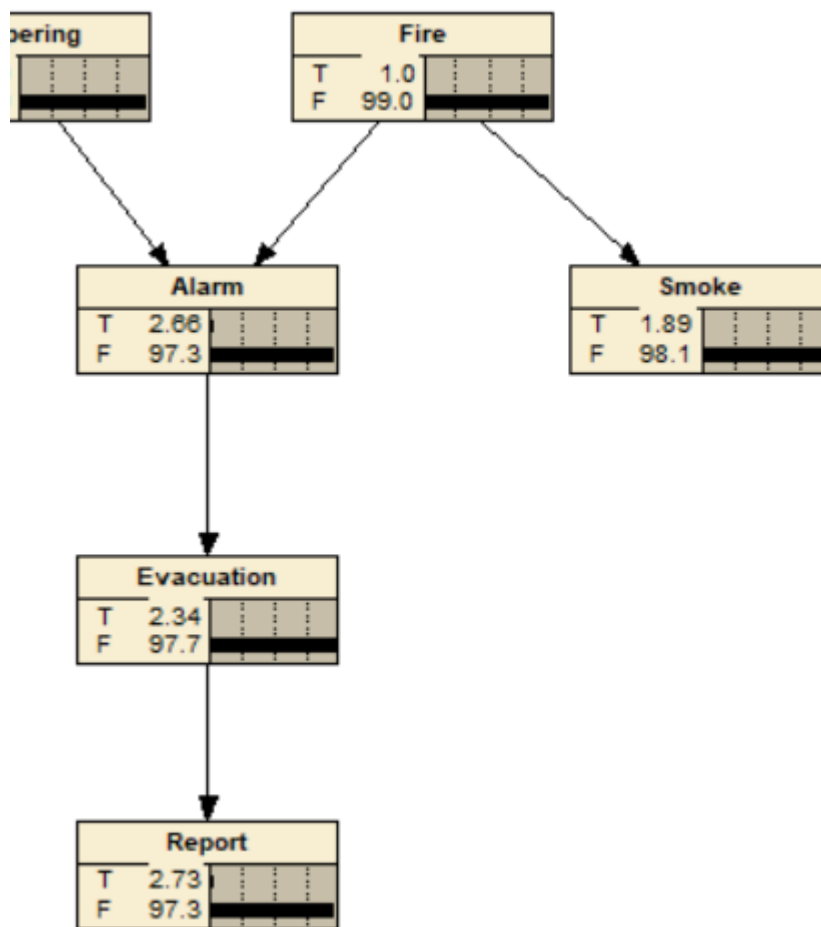 pering
Fire
T 1.0
F 99.0
Alarm
T 2.66
F 97.3
Smoke
T 1.89
F 98.1
Evacuation
T 2.34
F 97.7
Report
T 2.73
F 97.3